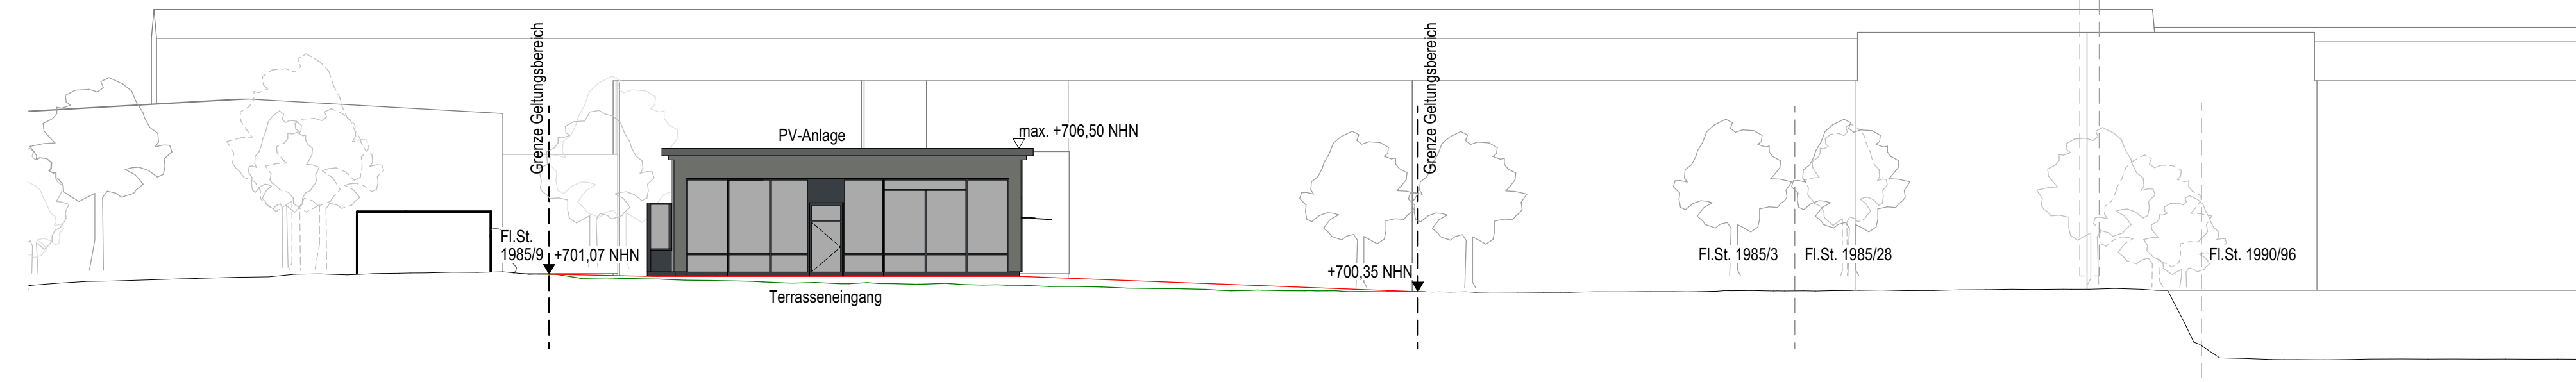 Grenze Geltungsbereich
Grenze Geltungsbereich
PV-Anlage
max. +706,50 NHN
Fl.St.
1985/9
+701,07 NHN
+700,35 NHN
Fl.St. 1985/3
Fl.St. 1985/28
Fl.St. 1990/96
Terrasseneingang